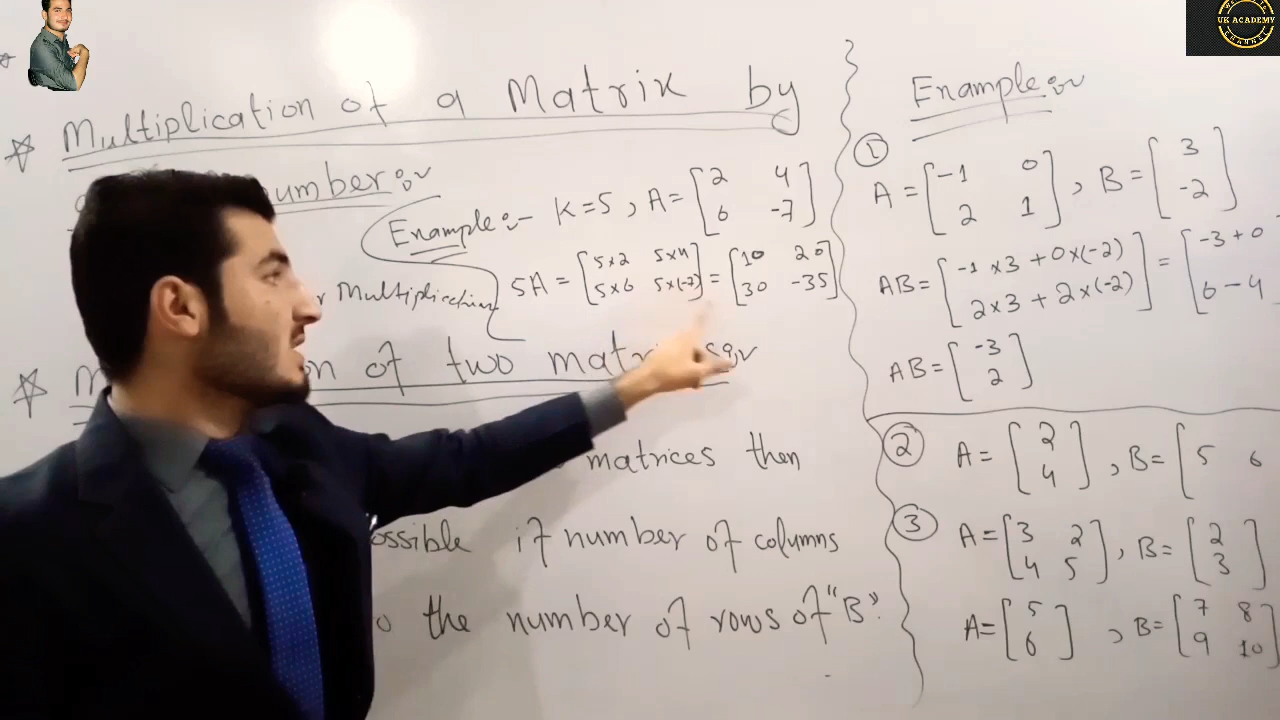 UK ACADEMY
CHANNEL
Multiplication of a Matrix by
a number:
Example:- K=5, A= [2 4
6 -7]
Multiplication
5A = [5×2 5×4
5×6 5×(-7)] = [10 20
30 -35]
of two matrices:
matrices then
ossible if number of columns
to the number of rows of "B".
Example:
① A = [-1 0
2 1], B = [3
-2]
AB = [-1×3 + 0×(-2)
2×3 + 2×(-2)] = [-3+0
6-4
AB = [-3
2]
② A = [2
4], B = [5 6
③ A = [3 2
4 5], B = [2
3]
A = [5
6], B = [7 8
9 10]